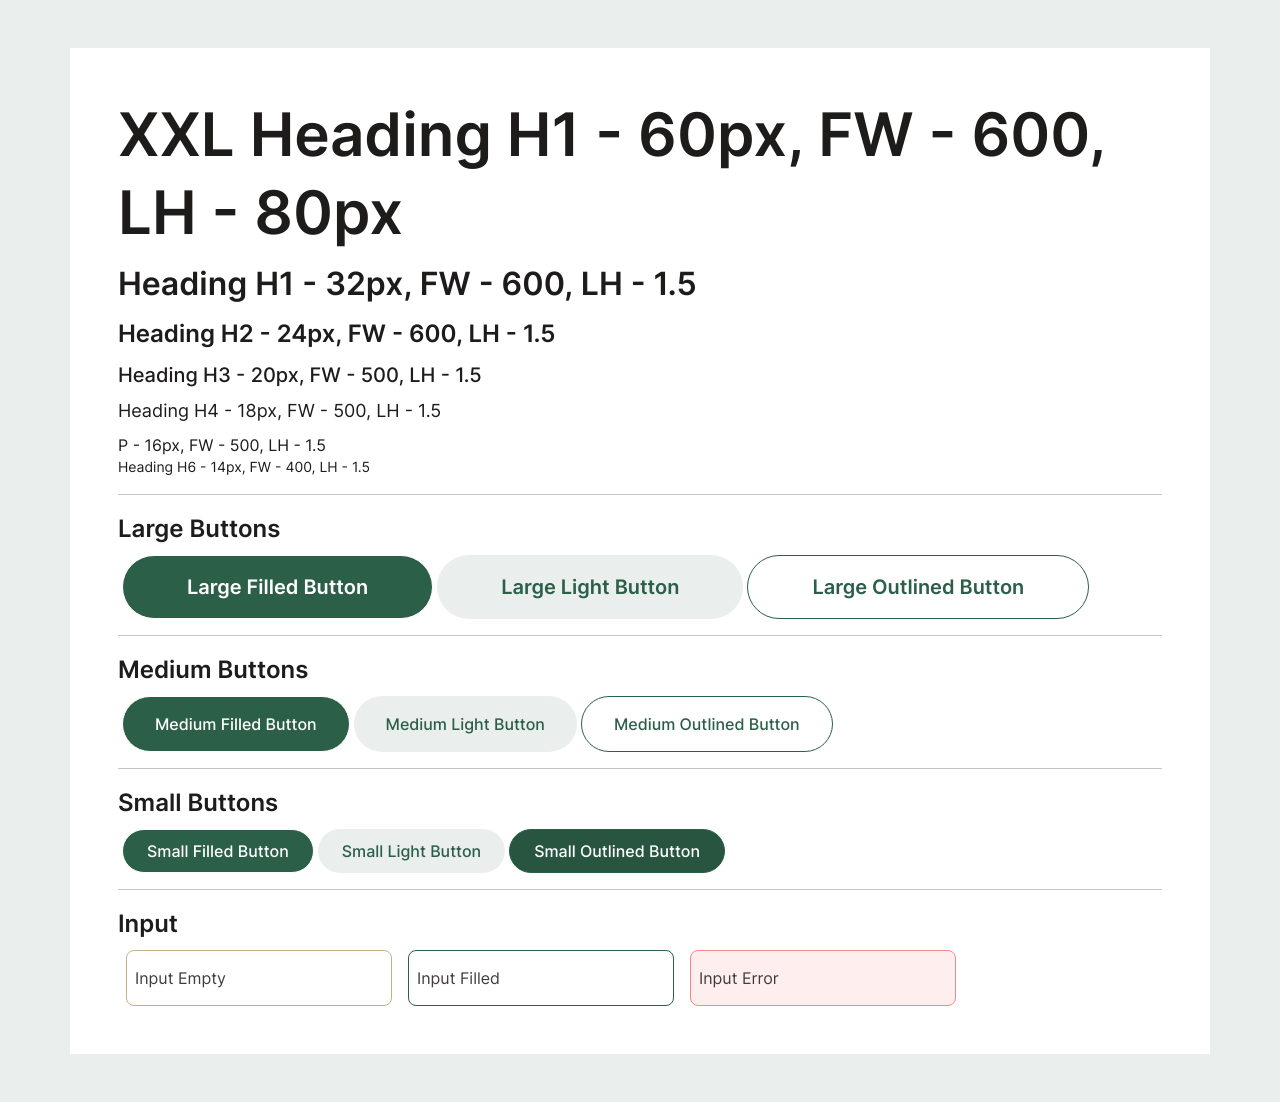 XXL Heading H1 - 60px, FW - 600,
LH - 80px
Heading H1 - 32px, FW - 600, LH - 1.5
Heading H2 - 24px, FW - 600, LH - 1.5
Heading H3 - 20px, FW - 500, LH - 1.5
Heading H4 - 18px, FW - 500, LH - 1.5
P - 16px, FW - 500, LH - 1.5
Heading H6 - 14px, FW - 400, LH - 1.5
Large Buttons
Large Filled Button Large Light Button Large Outlined Button
Medium Buttons
Medium Filled Button Medium Light Button Medium Outlined Button
Small Buttons
Small Filled Button Small Light Button Small Outlined Button
Input
Input Empty Input Filled Input Error